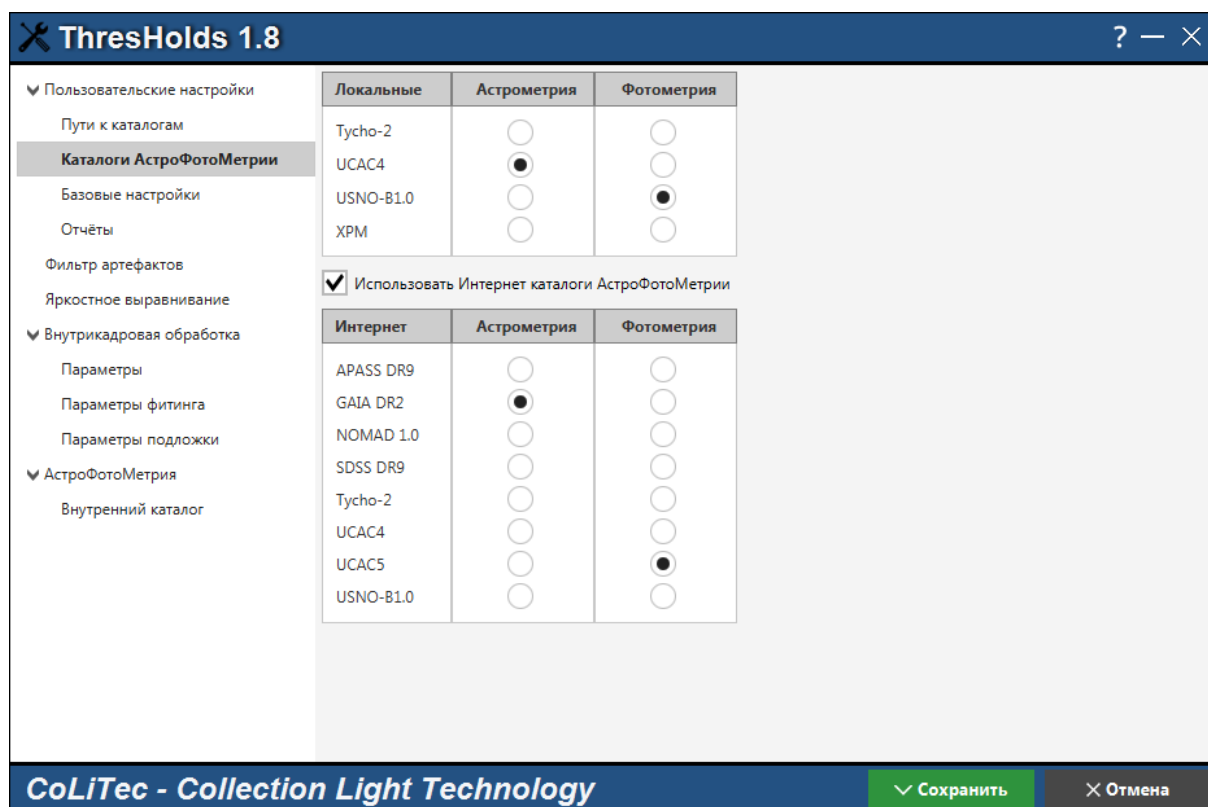 ThresHolds 1.8
? — ×
Пользовательские настройки
Пути к каталогам
Каталоги АстроФотоМетрии
Базовые настройки
Отчёты
Фильтр артефактов
Яркостное выравнивание
Внутрикадровая обработка
Параметры
Параметры фитинга
Параметры подложки
АстроФотоМетрия
Внутренний каталог
Локальные Астрометрия Фотометрия
Tycho-2
UCAC4
USNO-B1.0
XPM
Использовать Интернет каталоги АстроФотоМетрии
Интернет Астрометрия Фотометрия
APASS DR9
GAIA DR2
NOMAD 1.0
SDSS DR9
Tycho-2
UCAC4
UCAC5
USNO-B1.0
CoLiTec - Collection Light Technology
Сохранить
Отмена